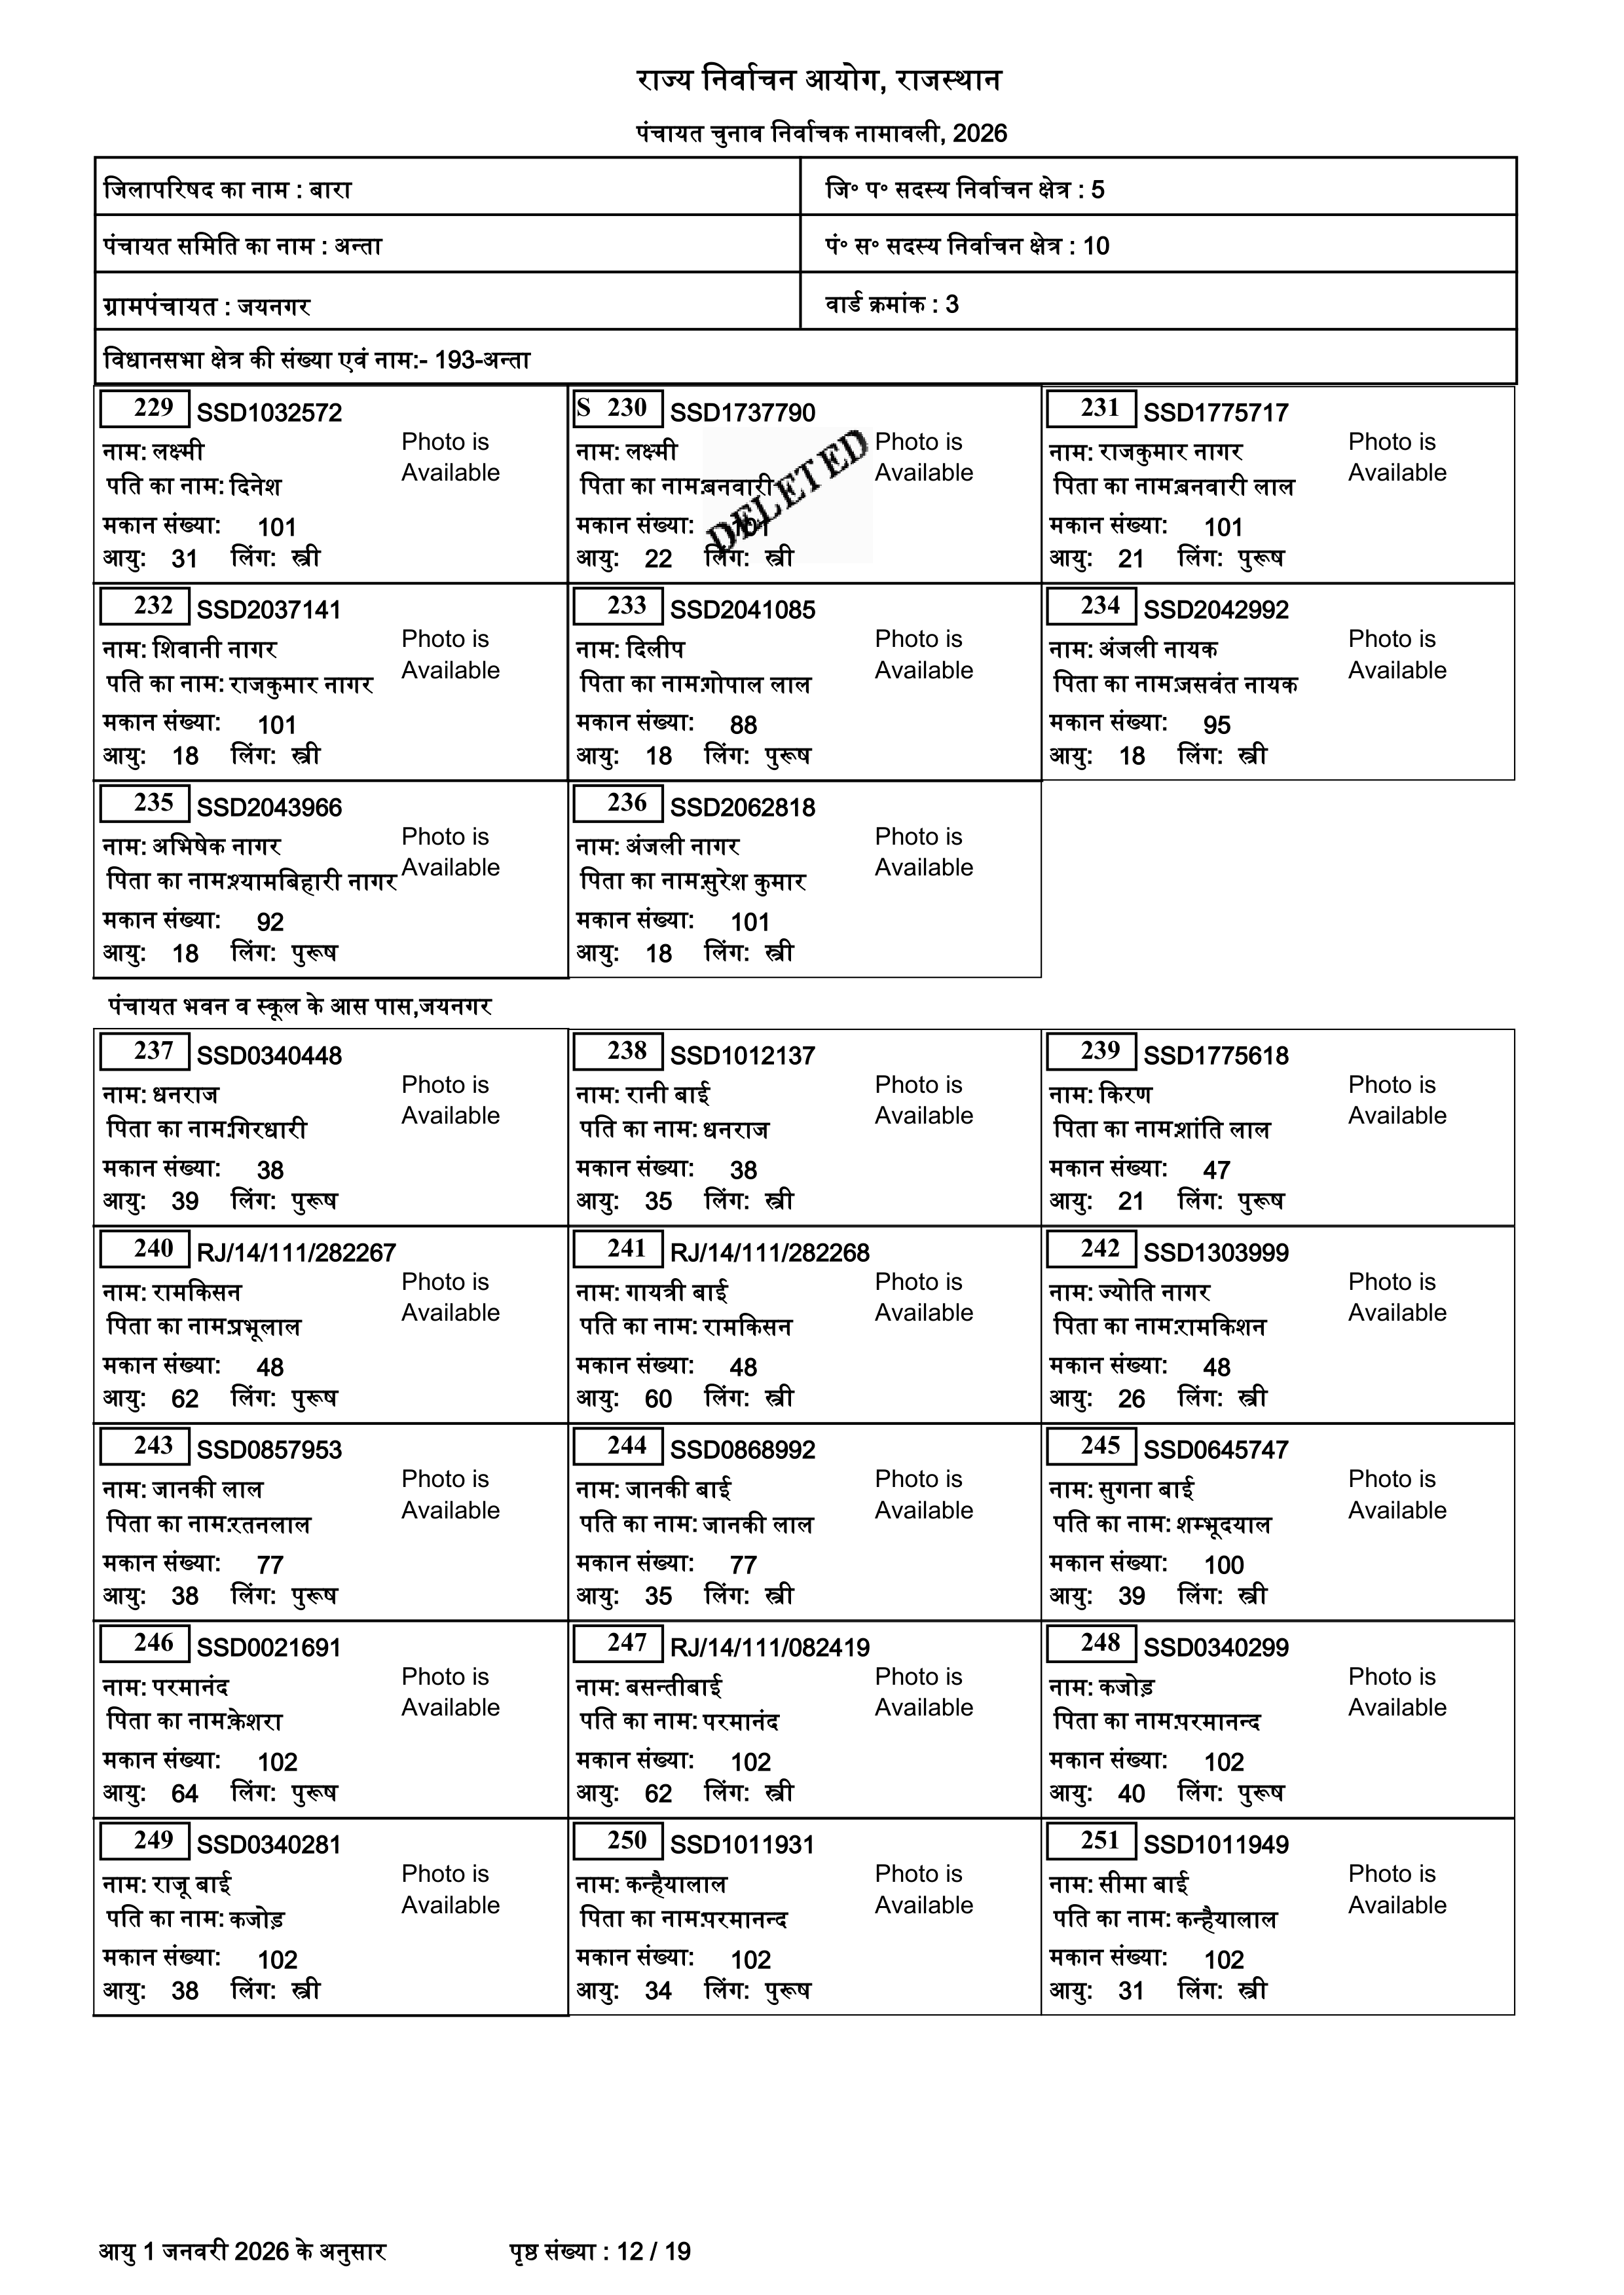 राज्य निर्वाचन आयोग, राजस्थान
पंचायत चुनाव निर्वाचक नामावली, 2026
जिलापरिषद का नाम : बारा
जि॰ प॰ सदस्य निर्वाचन क्षेत्र : 5
पंचायत समिति का नाम : अन्ता
पं॰ स॰ सदस्य निर्वाचन क्षेत्र : 10
ग्रामपंचायत : जयनगर
वार्ड क्रमांक : 3
विधानसभा क्षेत्र की संख्या एवं नाम:- 193-अन्ता
229 SSD1032572
नाम: लक्ष्मी
पति का नाम: दिनेश
मकान संख्या: 101
आयु: 31 लिंग: स्त्री
Photo is
Available
S 230 SSD1737790
नाम: लक्ष्मी
पिता का नाम:बनवारी
मकान संख्या: 101
आयु: 22 लिंग: स्त्री
Photo is
Available
DELETED
231 SSD1775717
नाम: राजकुमार नागर
पिता का नाम:बनवारी लाल
मकान संख्या: 101
आयु: 21 लिंग: पुरूष
Photo is
Available
232 SSD2037141
नाम: शिवानी नागर
पति का नाम: राजकुमार नागर
मकान संख्या: 101
आयु: 18 लिंग: स्त्री
Photo is
Available
233 SSD2041085
नाम: दिलीप
पिता का नाम:गोपाल लाल
मकान संख्या: 88
आयु: 18 लिंग: पुरूष
Photo is
Available
234 SSD2042992
नाम: अंजली नायक
पिता का नाम:जसवंत नायक
मकान संख्या: 95
आयु: 18 लिंग: स्त्री
Photo is
Available
235 SSD2043966
नाम: अभिषेक नागर
पिता का नाम:श्यामबिहारी नागर
मकान संख्या: 92
आयु: 18 लिंग: पुरूष
Photo is
Available
236 SSD2062818
नाम: अंजली नागर
पिता का नाम:सुरेश कुमार
मकान संख्या: 101
आयु: 18 लिंग: स्त्री
Photo is
Available
पंचायत भवन व स्कूल के आस पास,जयनगर
237 SSD0340448
नाम: धनराज
पिता का नाम:गिरधारी
मकान संख्या: 38
आयु: 39 लिंग: पुरूष
Photo is
Available
238 SSD1012137
नाम: रानी बाई
पति का नाम: धनराज
मकान संख्या: 38
आयु: 35 लिंग: स्त्री
Photo is
Available
239 SSD1775618
नाम: किरण
पिता का नाम:शांति लाल
मकान संख्या: 47
आयु: 21 लिंग: पुरूष
Photo is
Available
240 RJ/14/111/282267
नाम: रामकिसन
पिता का नाम:प्रभूलाल
मकान संख्या: 48
आयु: 62 लिंग: पुरूष
Photo is
Available
241 RJ/14/111/282268
नाम: गायत्री बाई
पति का नाम: रामकिसन
मकान संख्या: 48
आयु: 60 लिंग: स्त्री
Photo is
Available
242 SSD1303999
नाम: ज्योति नागर
पिता का नाम:रामकिशन
मकान संख्या: 48
आयु: 26 लिंग: स्त्री
Photo is
Available
243 SSD0857953
नाम: जानकी लाल
पिता का नाम:रतनलाल
मकान संख्या: 77
आयु: 38 लिंग: पुरूष
Photo is
Available
244 SSD0868992
नाम: जानकी बाई
पति का नाम: जानकी लाल
मकान संख्या: 77
आयु: 35 लिंग: स्त्री
Photo is
Available
245 SSD0645747
नाम: सुगना बाई
पति का नाम: शम्भूदयाल
मकान संख्या: 100
आयु: 39 लिंग: स्त्री
Photo is
Available
246 SSD0021691
नाम: परमानंद
पिता का नाम:केशरा
मकान संख्या: 102
आयु: 64 लिंग: पुरूष
Photo is
Available
247 RJ/14/111/082419
नाम: बसन्तीबाई
पति का नाम: परमानंद
मकान संख्या: 102
आयु: 62 लिंग: स्त्री
Photo is
Available
248 SSD0340299
नाम: कजोड़
पिता का नाम:परमानन्द
मकान संख्या: 102
आयु: 40 लिंग: पुरूष
Photo is
Available
249 SSD0340281
नाम: राजू बाई
पति का नाम: कजोड़
मकान संख्या: 102
आयु: 38 लिंग: स्त्री
Photo is
Available
250 SSD1011931
नाम: कन्हैयालाल
पिता का नाम:परमानन्द
मकान संख्या: 102
आयु: 34 लिंग: पुरूष
Photo is
Available
251 SSD1011949
नाम: सीमा बाई
पति का नाम: कन्हैयालाल
मकान संख्या: 102
आयु: 31 लिंग: स्त्री
Photo is
Available
आयु 1 जनवरी 2026 के अनुसार
पृष्ठ संख्या : 12 / 19